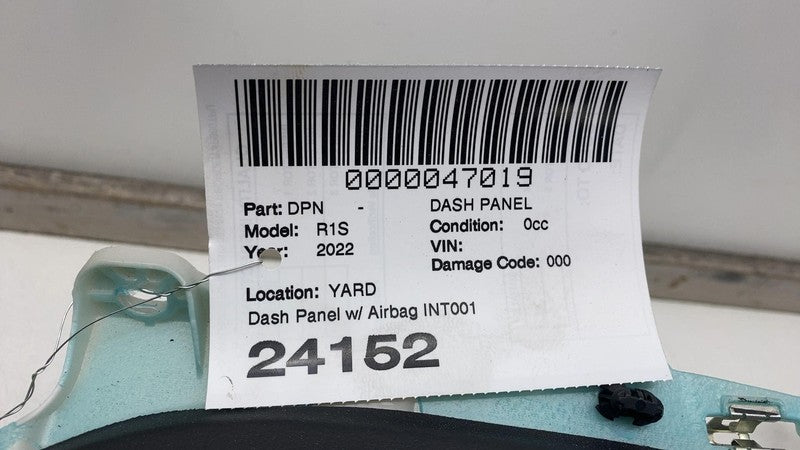 0000047019
Part: DPN - DASH PANEL
Model: R1S Condition: 0cc
Year: 2022 VIN:
Damage Code: 000
Location: YARD
Dash Panel w/ Airbag INT001
24152